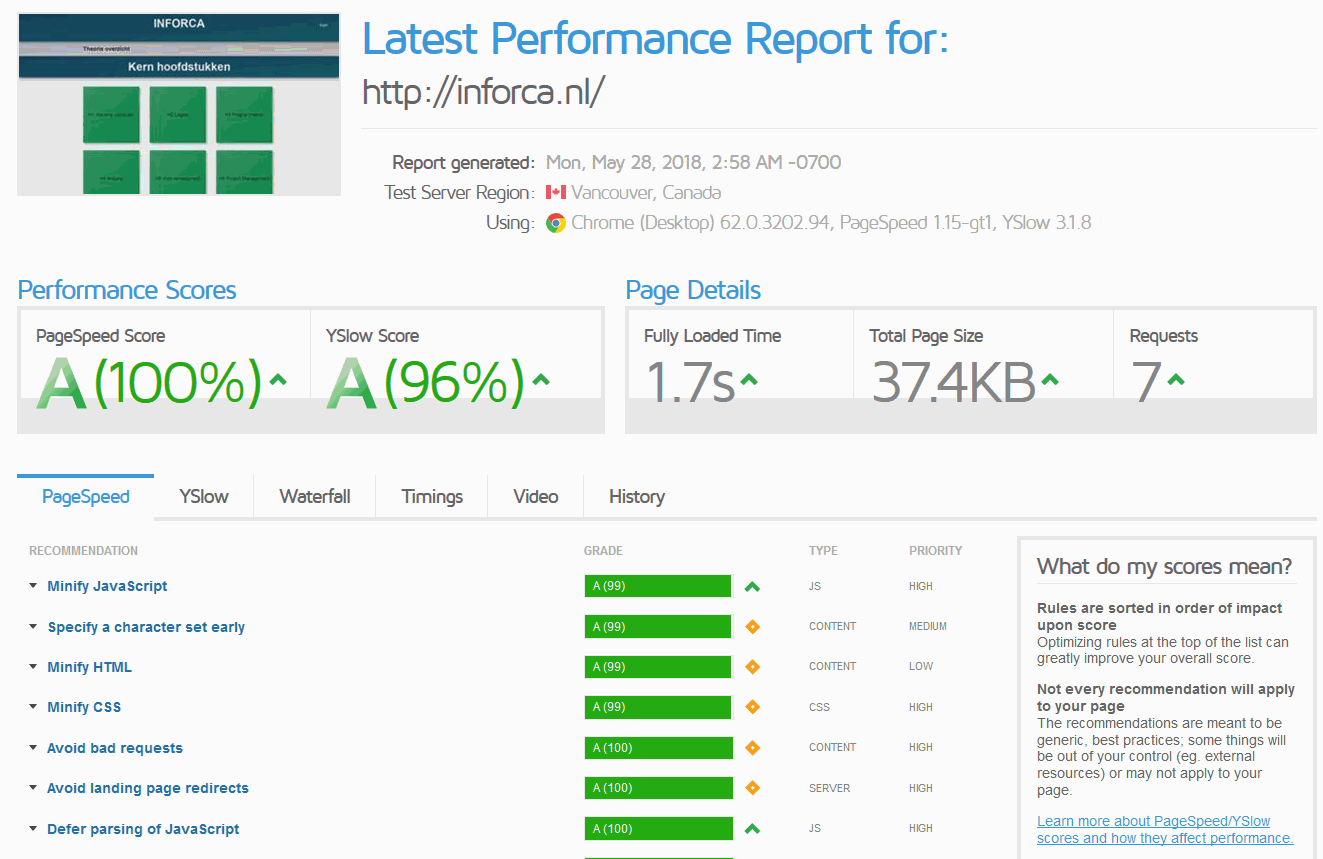 INFORCA
Theorie overzicht
Kern hoofdstukken
Latest Performance Report for:
http://inforca.nl/
Report generated: Mon, May 28, 2018, 2:58 AM -0700
Test Server Region: Vancouver, Canada
Using: Chrome (Desktop) 62.0.3202.94, PageSpeed 1.15-gt1, YSlow 3.1.8
Performance Scores
PageSpeed Score
A (100%)
YSlow Score
A (96%)
Page Details
Fully Loaded Time
1.7s
Total Page Size
37.4KB
Requests
7
PageSpeed YSlow Waterfall Timings Video History
RECOMMENDATION GRADE TYPE PRIORITY
Minify JavaScript A (99) JS HIGH
Specify a character set early A (99) CONTENT MEDIUM
Minify HTML A (99) CONTENT LOW
Minify CSS A (99) CSS HIGH
Avoid bad requests A (100) CONTENT HIGH
Avoid landing page redirects A (100) SERVER HIGH
Defer parsing of JavaScript A (100) JS HIGH
What do my scores mean?
Rules are sorted in order of impact
upon score
Optimizing rules at the top of the list can
greatly improve your overall score.
Not every recommendation will apply
to your page
The recommendations are meant to be
generic, best practices; some things will
be out of your control (eg. external
resources) or may not apply to your
page.
Learn more about PageSpeed/YSlow
scores and how they affect performance.